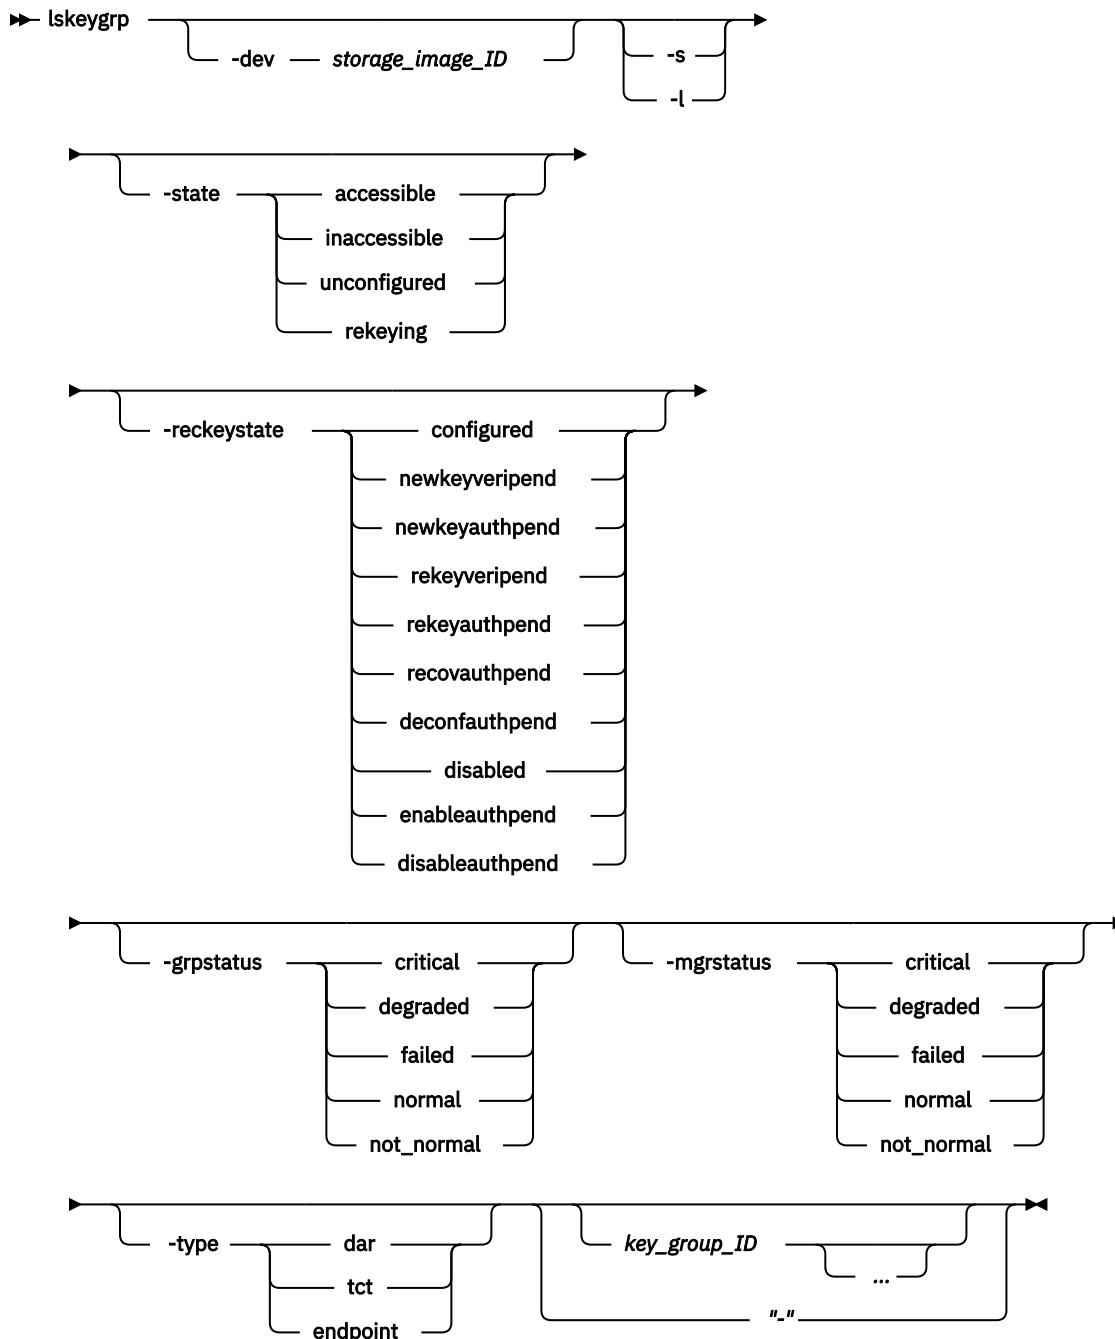 lskeygrp
-dev storage_image_ID
-s
-l
-state accessible
inaccessible
unconfigured
rekeying
-reckeystate configured
newkeyveripend
newkeyauthpend
rekeyveripend
rekeyauthpend
recovauthpend
deconfauthpend
disabled
enableauthpend
disableauthpend
-grpstatus critical
degraded
failed
normal
not_normal
-mgrstatus critical
degraded
failed
normal
not_normal
-type dar
tct
endpoint
key_group_ID
...
"-"